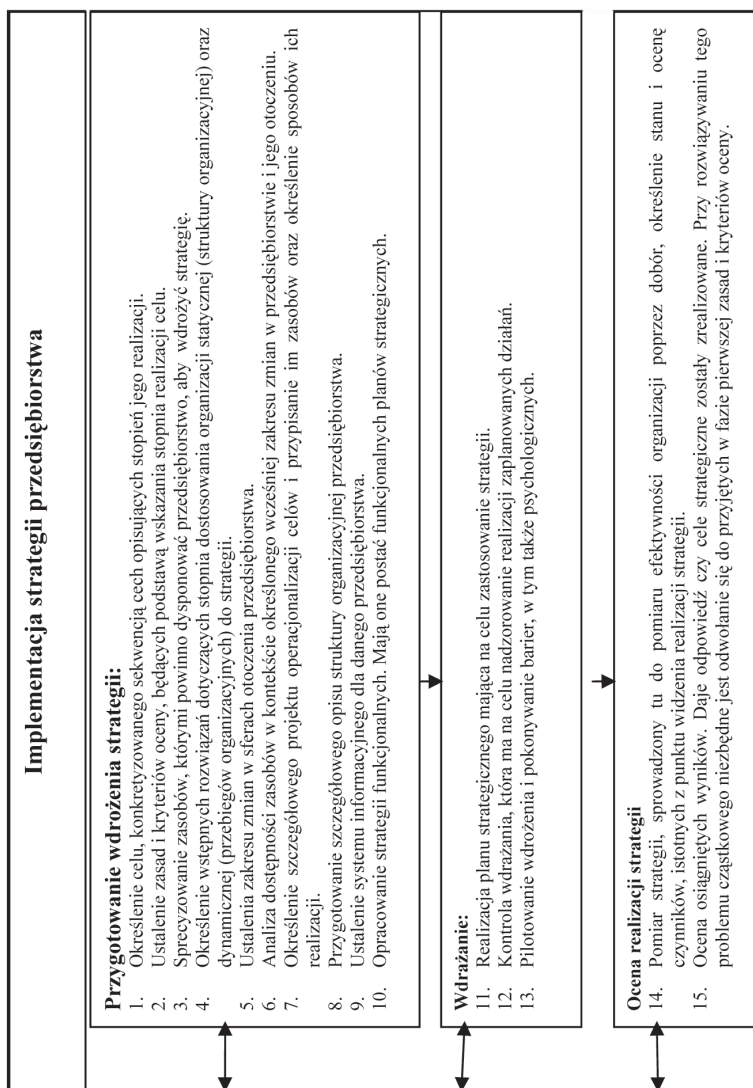 Implementacja strategii przedsiębiorstwa
Przygotowanie wdrożenia strategii:
1. Określenie celu, konkretyzowanego sekwencją cech opisujących stopień jego realizacji.
2. Ustalenie zasad i kryteriów oceny, będących podstawą wskazania stopnia realizacji celu.
3. Sprecyzowanie zasobów, którymi powinno dysponować przedsiębiorstwo, aby wdrożyć strategię.
4. Określenie wstępnych rozwiązań dotyczących stopnia dostosowania organizacji statycznej (struktury organizacyjnej) oraz
dynamicznej (przebiegów organizacyjnych) do strategii.
5. Ustalenia zakresu zmian w sferach otoczenia przedsiębiorstwa.
6. Analiza dostępności zasobów w kontekście określonego wcześniej zakresu zmian w przedsiębiorstwie i jego otoczeniu.
7. Określenie szczegółowego projektu operacjonalizacji celów i przypisanie im zasobów oraz określenie sposobów ich
realizacji.
8. Przygotowanie szczegółowego opisu struktury organizacyjnej przedsiębiorstwa.
9. Ustalenie systemu informacyjnego dla danego przedsiębiorstwa.
10. Opracowanie strategii funkcjonalnych. Mają one postać funkcjonalnych planów strategicznych.
Wdrażanie:
11. Realizacja planu strategicznego mająca na celu zastosowanie strategii.
12. Kontrola wdrażania, która ma na celu nadzorowanie realizacji zaplanowanych działań.
13. Pilotowanie wdrożenia i pokonywanie barier, w tym także psychologicznych.
Ocena realizacji strategii
14. Pomiar strategii, sprowadzony tu do pomiaru efektywności organizacji poprzez dobór, określenie stanu i ocenę
czynników, istotnych z punktu widzenia realizacji strategii.
15. Ocena osiągniętych wyników. Daje odpowiedź czy cele strategiczne zostały zrealizowane. Przy rozwiązywaniu tego
problemu cząstkowego niezbędne jest odwołanie się do przyjętych w fazie pierwszej zasad i kryteriów oceny.